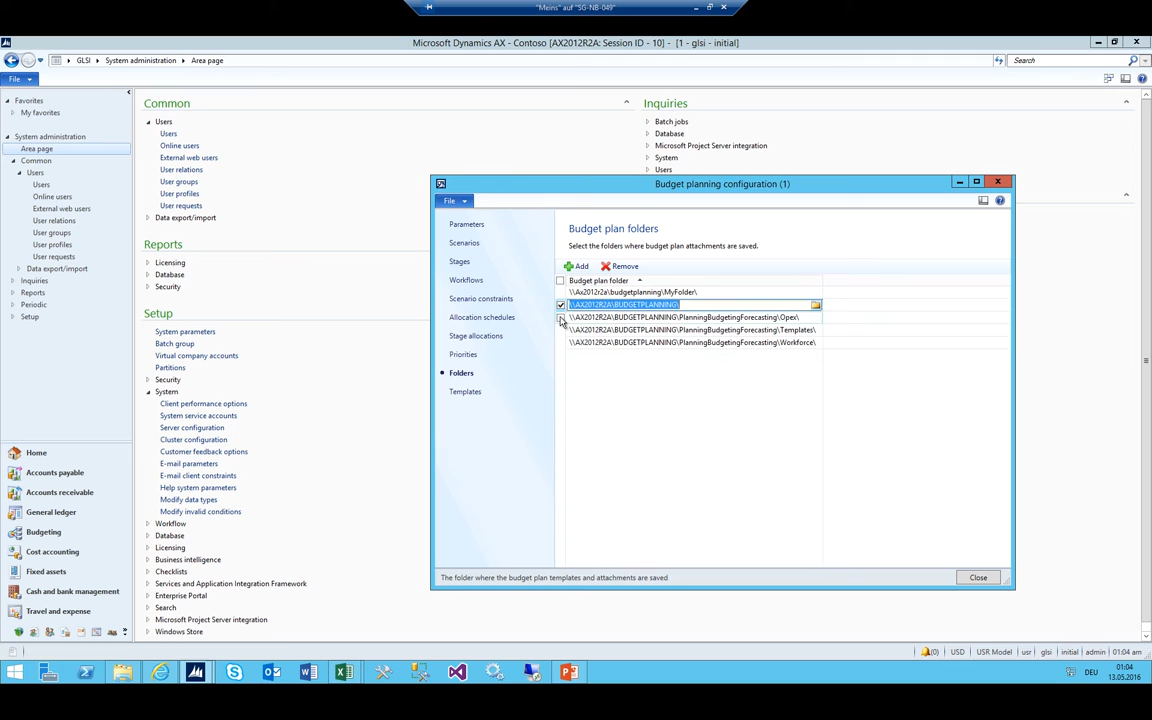 "Meins" auf "SG-NB-049"
Microsoft Dynamics AX - Contoso [AX2012R2A: Session ID - 10] - [1 - glsi - initial]
GLSI
System administration
Area page
Search
File
Favorites
My favorites
System administration
Area page
Common
Users
Users
Online users
External web users
User relations
User groups
User profiles
User requests
Data export/import
Inquiries
Reports
Periodic
Setup
Home
Accounts payable
Accounts receivable
General ledger
Budgeting
Cost accounting
Fixed assets
Cash and bank management
Travel and expense
Common
Users
Users
Online users
External web users
User relations
User groups
User profiles
User requests
Data export/import
Reports
Licensing
Database
Security
Setup
System parameters
Batch group
Virtual company accounts
Partitions
Security
System
Client performance options
System service accounts
Server configuration
Cluster configuration
Customer feedback options
E-mail parameters
E-mail client constraints
Help system parameters
Modify data types
Modify invalid conditions
Workflow
Database
Licensing
Business intelligence
Checklists
Services and Application Integration Framework
Enterprise Portal
Search
Microsoft Project Server integration
Windows Store
Inquiries
Batch jobs
Database
Microsoft Project Server integration
System
Users
Budget planning configuration (1)
File
Parameters
Scenarios
Stages
Workflows
Scenario constraints
Allocation schedules
Stage allocations
Priorities
Folders
Templates
Budget plan folders
Select the folders where budget plan attachments are saved.
Add
Remove
Budget plan folder
\\Ax2012r2a\budgetplanning\MyFolder\
\\AX2012R2A\BUDGETPLANNING\
\\AX2012R2A\BUDGETPLANNING\PlanningBudgetingForecasting\Opex\
\\AX2012R2A\BUDGETPLANNING\PlanningBudgetingForecasting\Templates\
\\AX2012R2A\BUDGETPLANNING\PlanningBudgetingForecasting\Workforce\
The folder where the budget plan templates and attachments are saved
Close
(0)
USD
USR Model
usr
glsi
initial
admin
01:04 am
DEU
01:04
13.05.2016